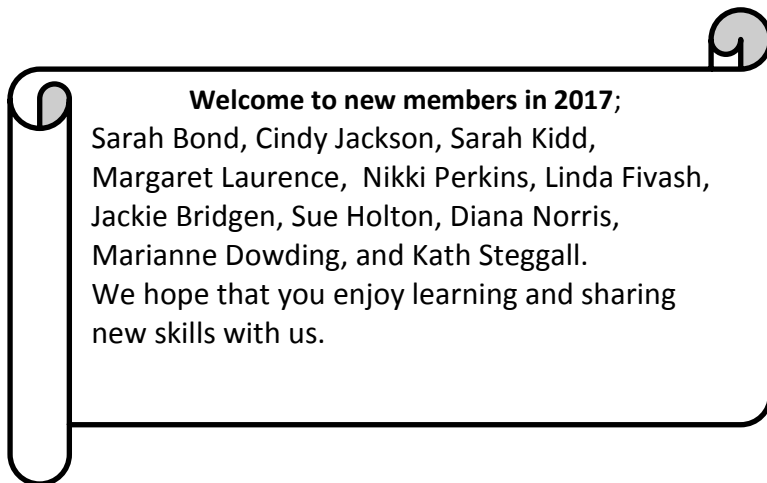 Welcome to new members in 2017;
Sarah Bond, Cindy Jackson, Sarah Kidd,
Margaret Laurence,  Nikki Perkins, Linda Fivash,
Jackie Bridgen, Sue Holton, Diana Norris,
Marianne Dowding, and Kath Steggall.
We hope that you enjoy learning and sharing
new skills with us.